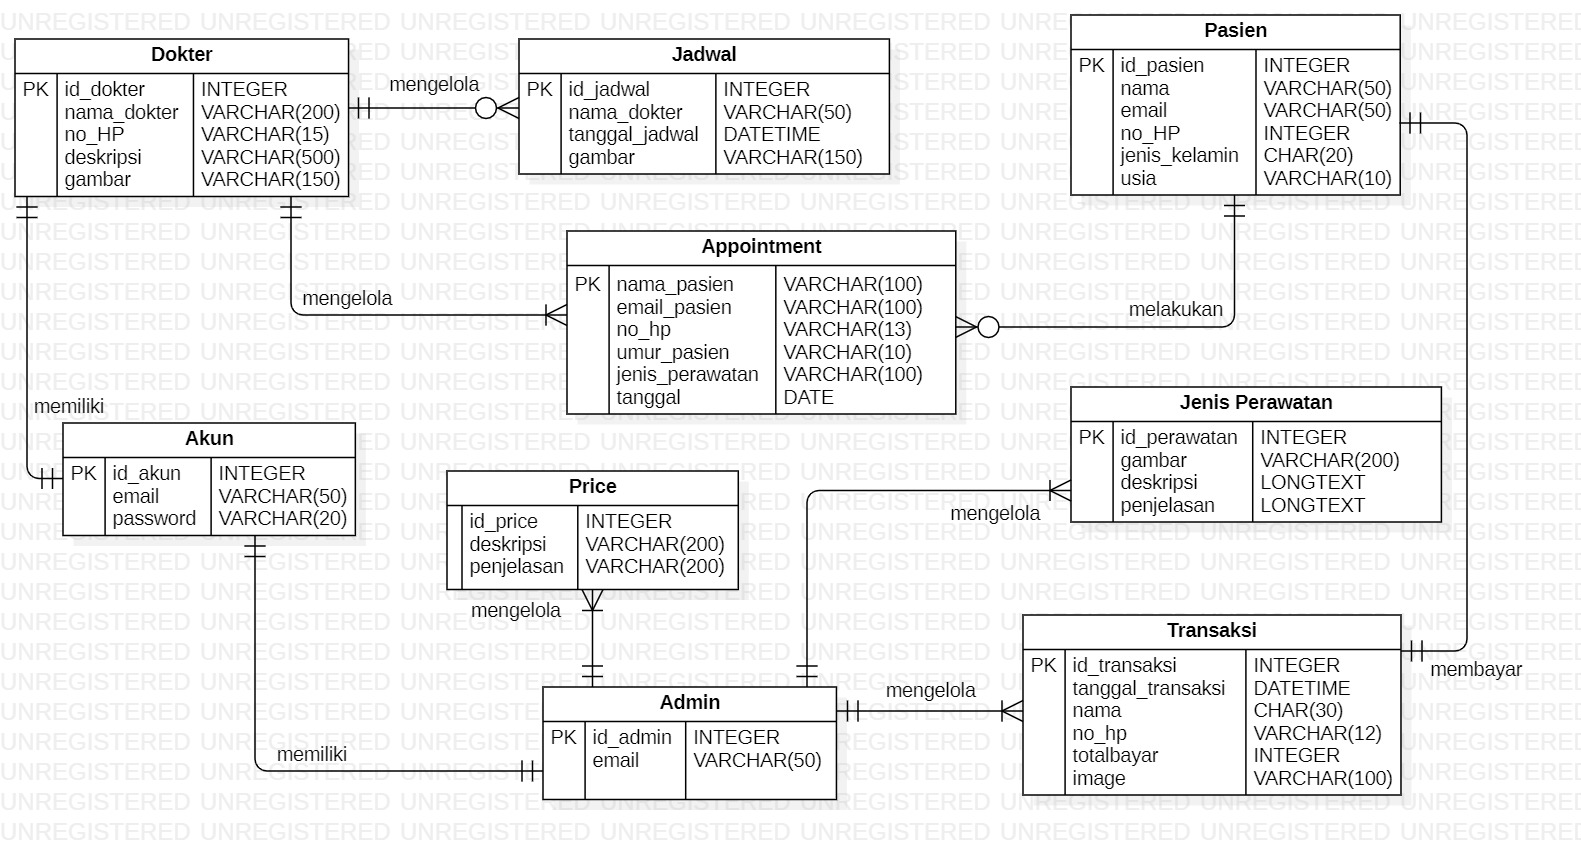 Dokter
PK id_dokter INTEGER
nama_dokter VARCHAR(200)
no_HP VARCHAR(15)
deskripsi VARCHAR(500)
gambar VARCHAR(150)
mengelola
Jadwal
PK id_jadwal INTEGER
nama_dokter VARCHAR(50)
tanggal_jadwal DATETIME
gambar VARCHAR(150)
Pasien
PK id_pasien INTEGER
nama VARCHAR(50)
email VARCHAR(50)
no_HP INTEGER
jenis_kelamin CHAR(20)
usia VARCHAR(10)
mengelola
Appointment
PK nama_pasien VARCHAR(100)
email_pasien VARCHAR(100)
no_hp VARCHAR(13)
umur_pasien VARCHAR(10)
jenis_perawatan VARCHAR(100)
tanggal DATE
melakukan
memiliki
Akun
PK id_akun INTEGER
email VARCHAR(50)
password VARCHAR(20)
Price
id_price INTEGER
deskripsi VARCHAR(200)
penjelasan VARCHAR(200)
mengelola
Jenis Perawatan
PK id_perawatan INTEGER
gambar VARCHAR(200)
deskripsi LONGTEXT
penjelasan LONGTEXT
mengelola
memiliki
Admin
PK id_admin INTEGER
email VARCHAR(50)
mengelola
Transaksi
PK id_transaksi INTEGER
tanggal_transaksi DATETIME
nama CHAR(30)
no_hp VARCHAR(12)
totalbayar INTEGER
image VARCHAR(100)
membayar
UNREGISTERED